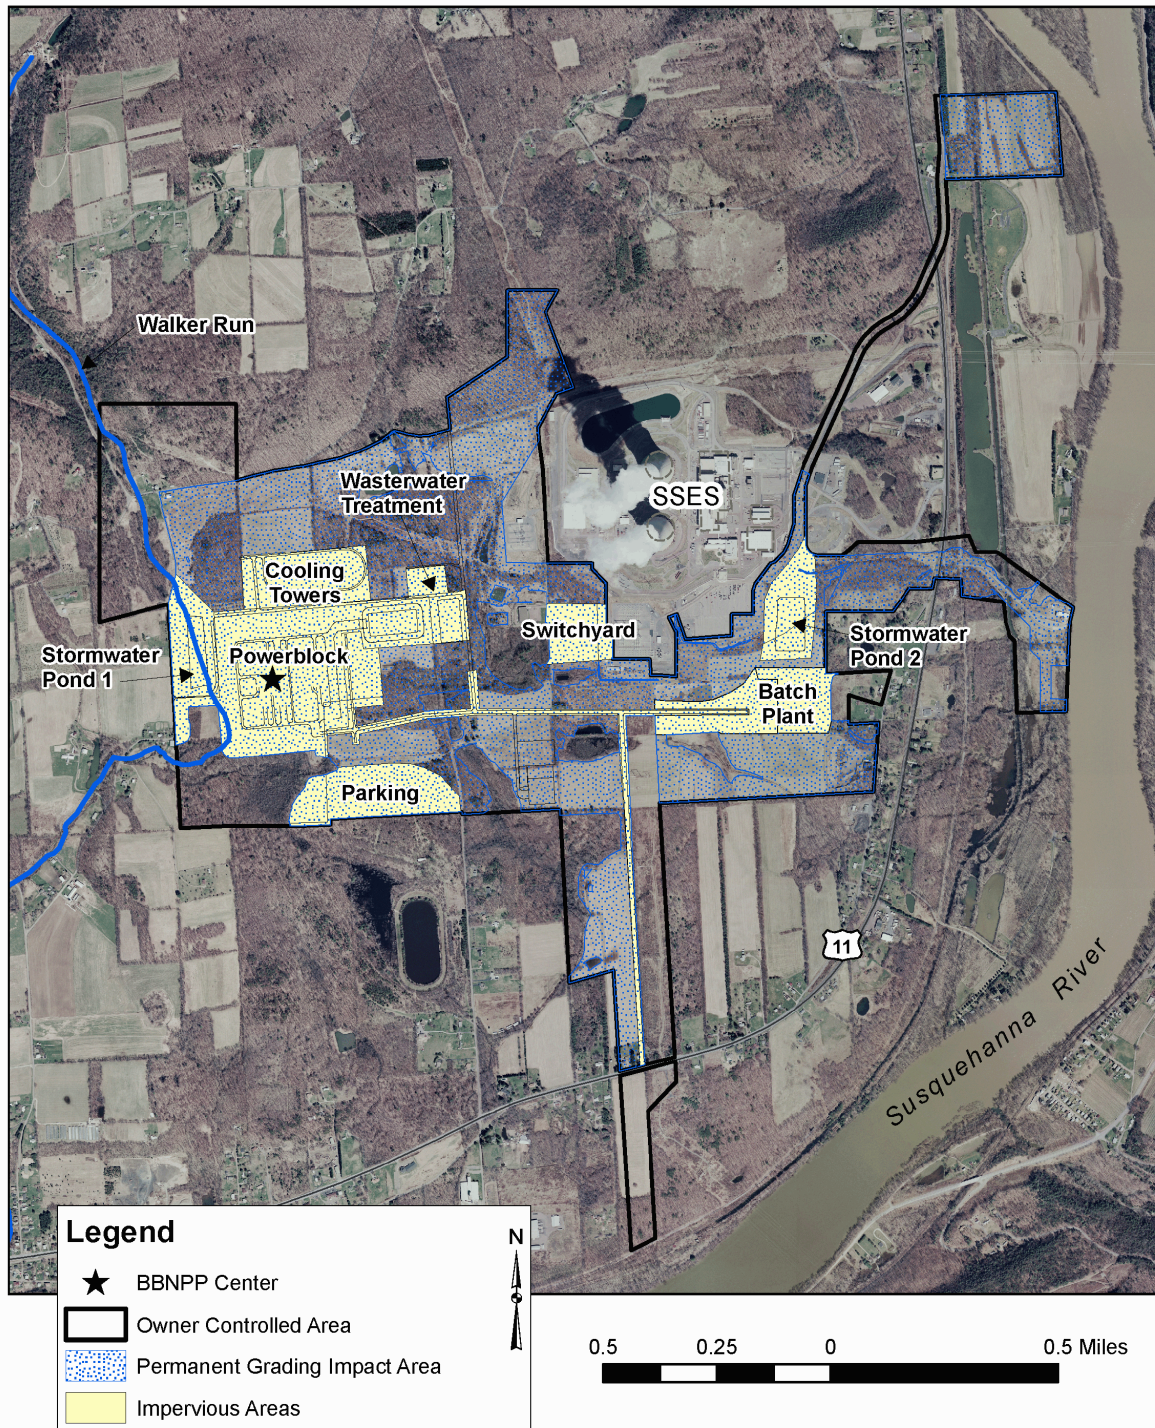 Walker Run
Wasterwater
Treatment
SSES
Cooling
Towers
Switchyard
Stormwater
Pond 2
Stormwater
Pond 1
Powerblock
Batch
Plant
Parking
11
Susquehanna River
Legend
N
BBNPP Center
Owner Controlled Area
Permanent Grading Impact Area
Impervious Areas
0.5 0.25 0 0.5 Miles